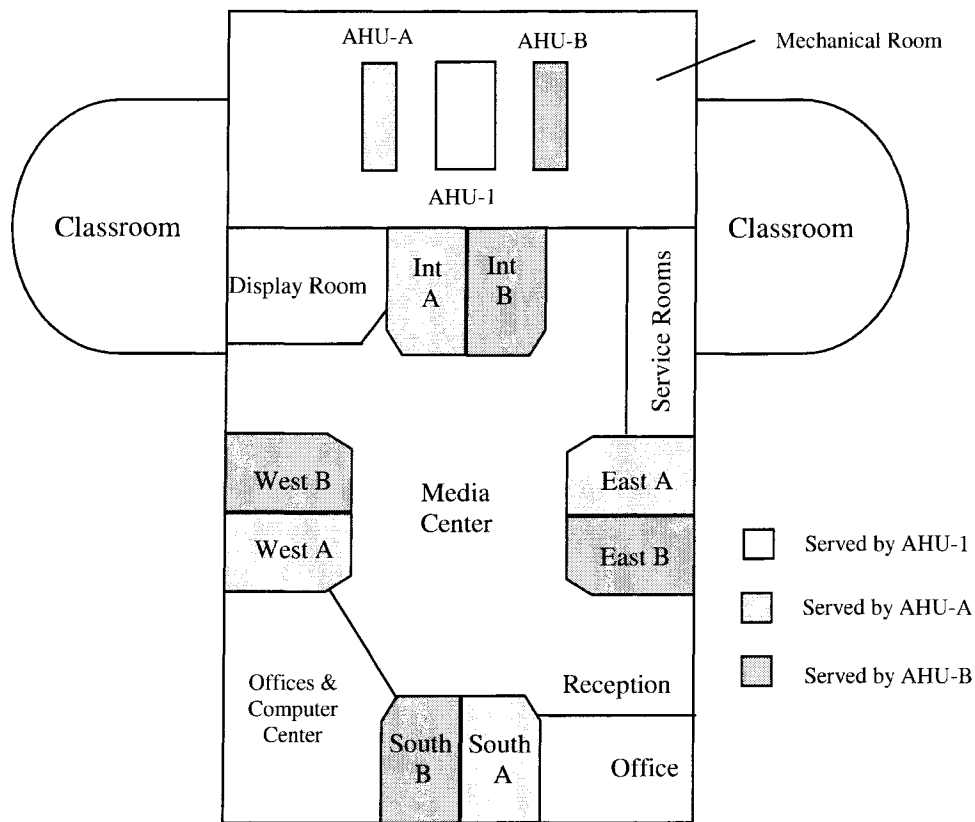 AHU-A
AHU-B
Mechanical Room
AHU-1
Classroom
Classroom
Display Room
Int
A
Int
B
Service Rooms
West B
West A
Media
Center
East A
East B
Served by AHU-1
Served by AHU-A
Served by AHU-B
Offices &
Computer
Center
Reception
South
B
South
A
Office